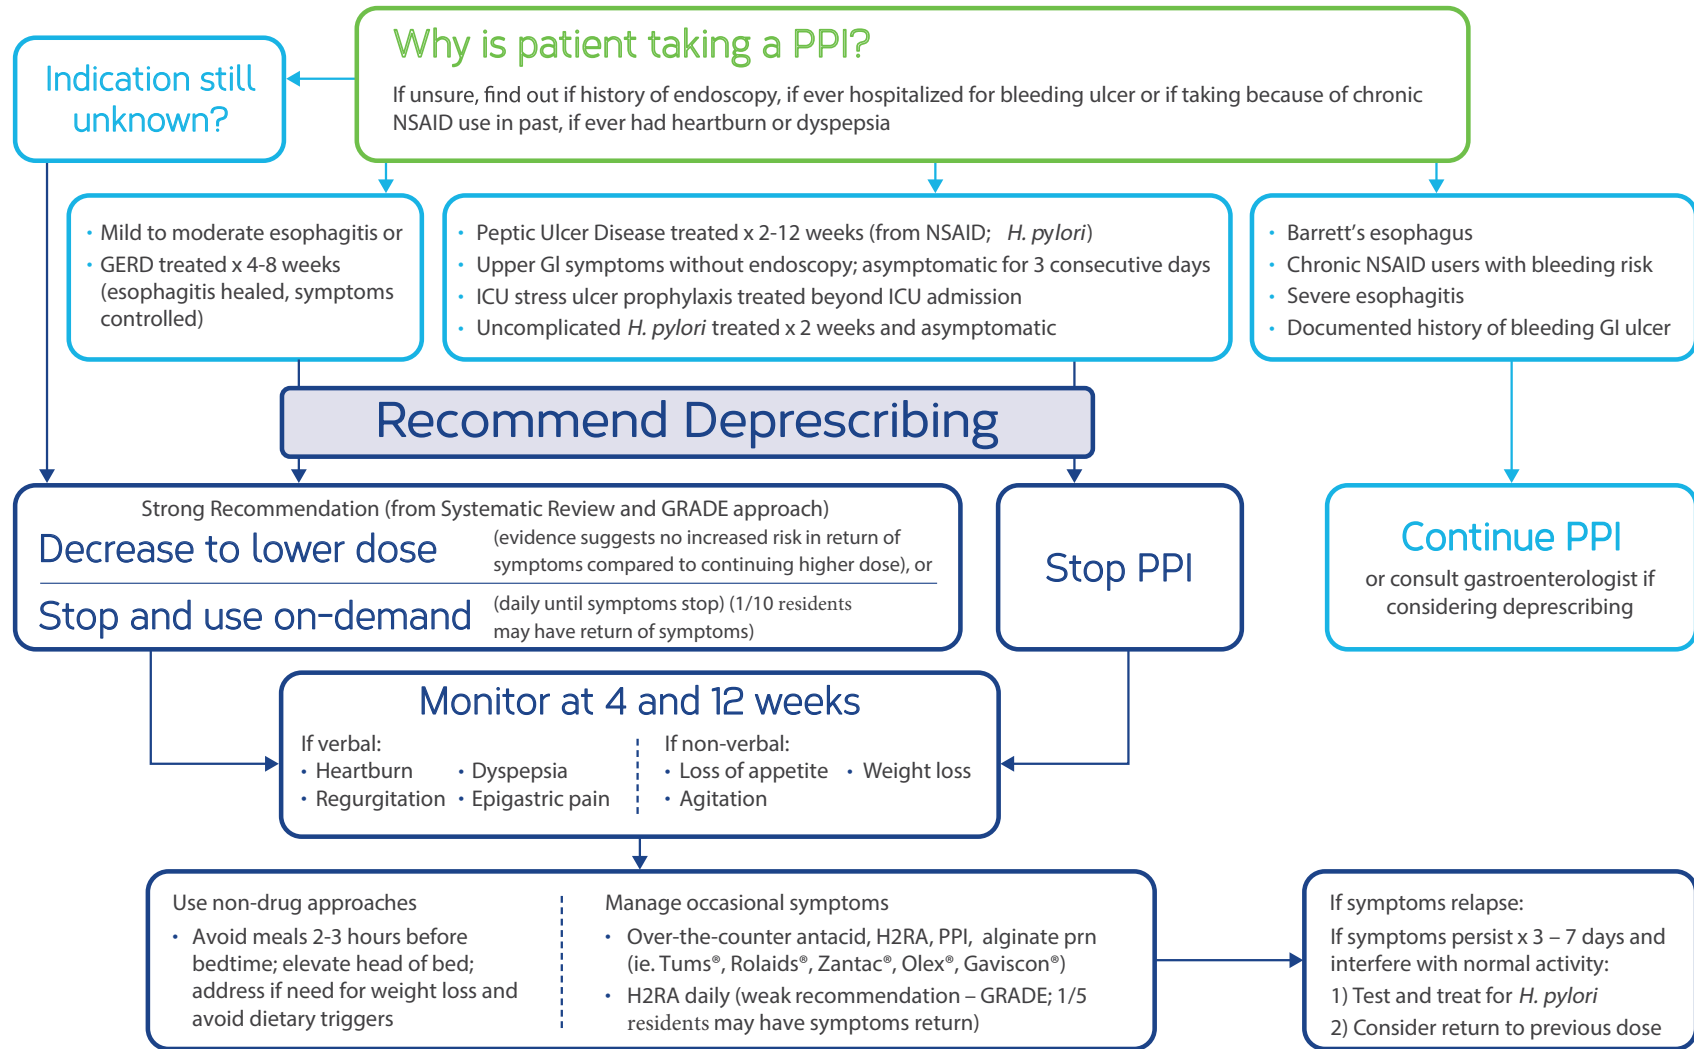 Why is patient taking a PPI?
If unsure, find out if history of endoscopy, if ever hospitalized for bleeding ulcer or if taking because of chronic
NSAID use in past, if ever had heartburn or dyspepsia
Indication still
unknown?
• Mild to moderate esophagitis or
• GERD treated x 4-8 weeks
(esophagitis healed, symptoms
controlled)
• Peptic Ulcer Disease treated x 2-12 weeks (from NSAID; H. pylori)
• Upper GI symptoms without endoscopy; asymptomatic for 3 consecutive days
• ICU stress ulcer prophylaxis treated beyond ICU admission
• Uncomplicated H. pylori treated x 2 weeks and asymptomatic
• Barrett’s esophagus
• Chronic NSAID users with bleeding risk
• Severe esophagitis
• Documented history of bleeding GI ulcer
Recommend Deprescribing
Strong Recommendation (from Systematic Review and GRADE approach)
Decrease to lower dose
(evidence suggests no increased risk in return of
symptoms compared to continuing higher dose), or
Stop and use on-demand
(daily until symptoms stop) (1/10 residents
may have return of symptoms)
Stop PPI
Continue PPI
or consult gastroenterologist if
considering deprescribing
Monitor at 4 and 12 weeks
If verbal:
• Heartburn • Dyspepsia
• Regurgitation • Epigastric pain
If non-verbal:
• Loss of appetite • Weight loss
• Agitation
Use non-drug approaches
• Avoid meals 2-3 hours before
bedtime; elevate head of bed;
address if need for weight loss and
avoid dietary triggers
Manage occasional symptoms
• Over-the-counter antacid, H2RA, PPI, alginate prn
(ie. Tums®, Rolaids®, Zantac®, Olex®, Gaviscon®)
• H2RA daily (weak recommendation – GRADE; 1/5
residents may have symptoms return)
If symptoms relapse:
If symptoms persist x 3 – 7 days and
interfere with normal activity:
1) Test and treat for H. pylori
2) Consider return to previous dose